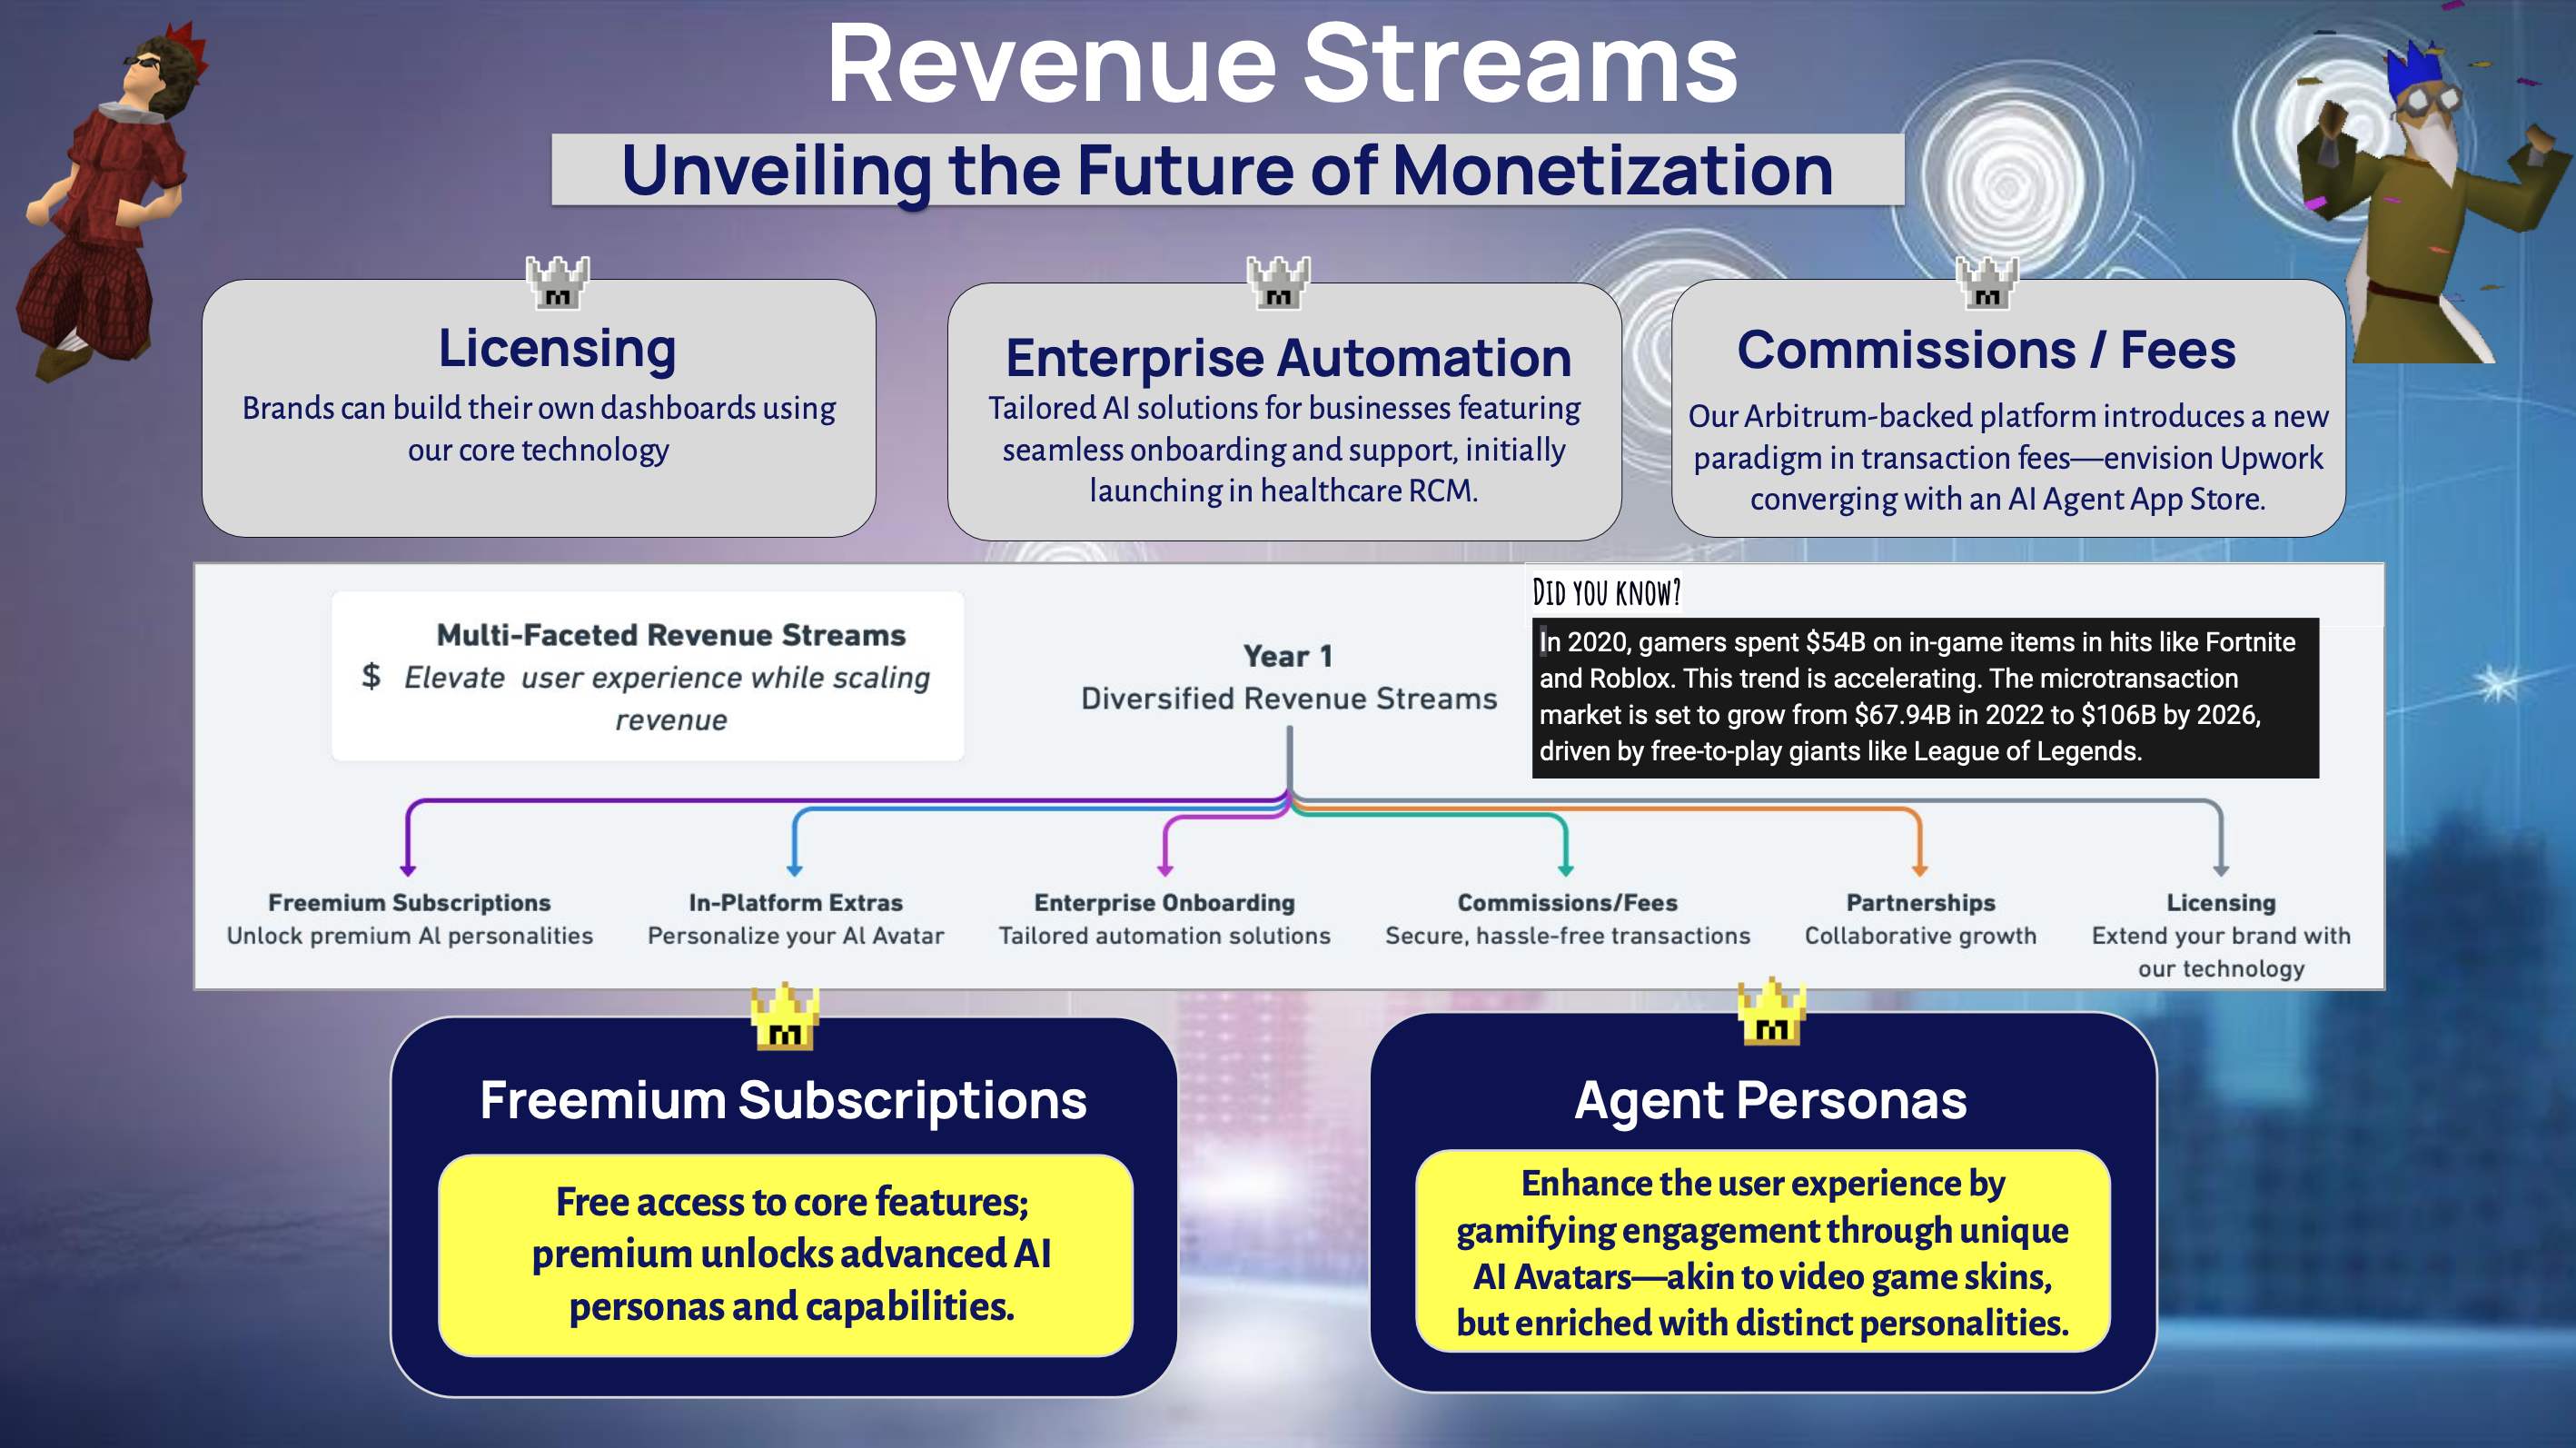 Revenue Streams
Unveiling the Future of Monetization
m
Licensing
Brands can build their own dashboards using
our core technology
m
Enterprise Automation
Tailored AI solutions for businesses featuring
seamless onboarding and support, initially
launching in healthcare RCM.
m
Commissions / Fees
Our Arbitrum-backed platform introduces a new
paradigm in transaction fees—envision Upwork
converging with an AI Agent App Store.
Multi-Faceted Revenue Streams
$ Elevate user experience while scaling
revenue
Year 1
Diversified Revenue Streams
Did you know?
In 2020, gamers spent $54B on in-game items in hits like Fortnite
and Roblox. This trend is accelerating. The microtransaction
market is set to grow from $67.94B in 2022 to $106B by 2026,
driven by free-to-play giants like League of Legends.
Freemium Subscriptions
Unlock premium AI personalities
In-Platform Extras
Personalize your AI Avatar
Enterprise Onboarding
Tailored automation solutions
Commissions/Fees
Secure, hassle-free transactions
Partnerships
Collaborative growth
Licensing
Extend your brand with
our technology
m
Freemium Subscriptions
Free access to core features;
premium unlocks advanced AI
personas and capabilities.
m
Agent Personas
Enhance the user experience by
gamifying engagement through unique
AI Avatars—akin to video game skins,
but enriched with distinct personalities.